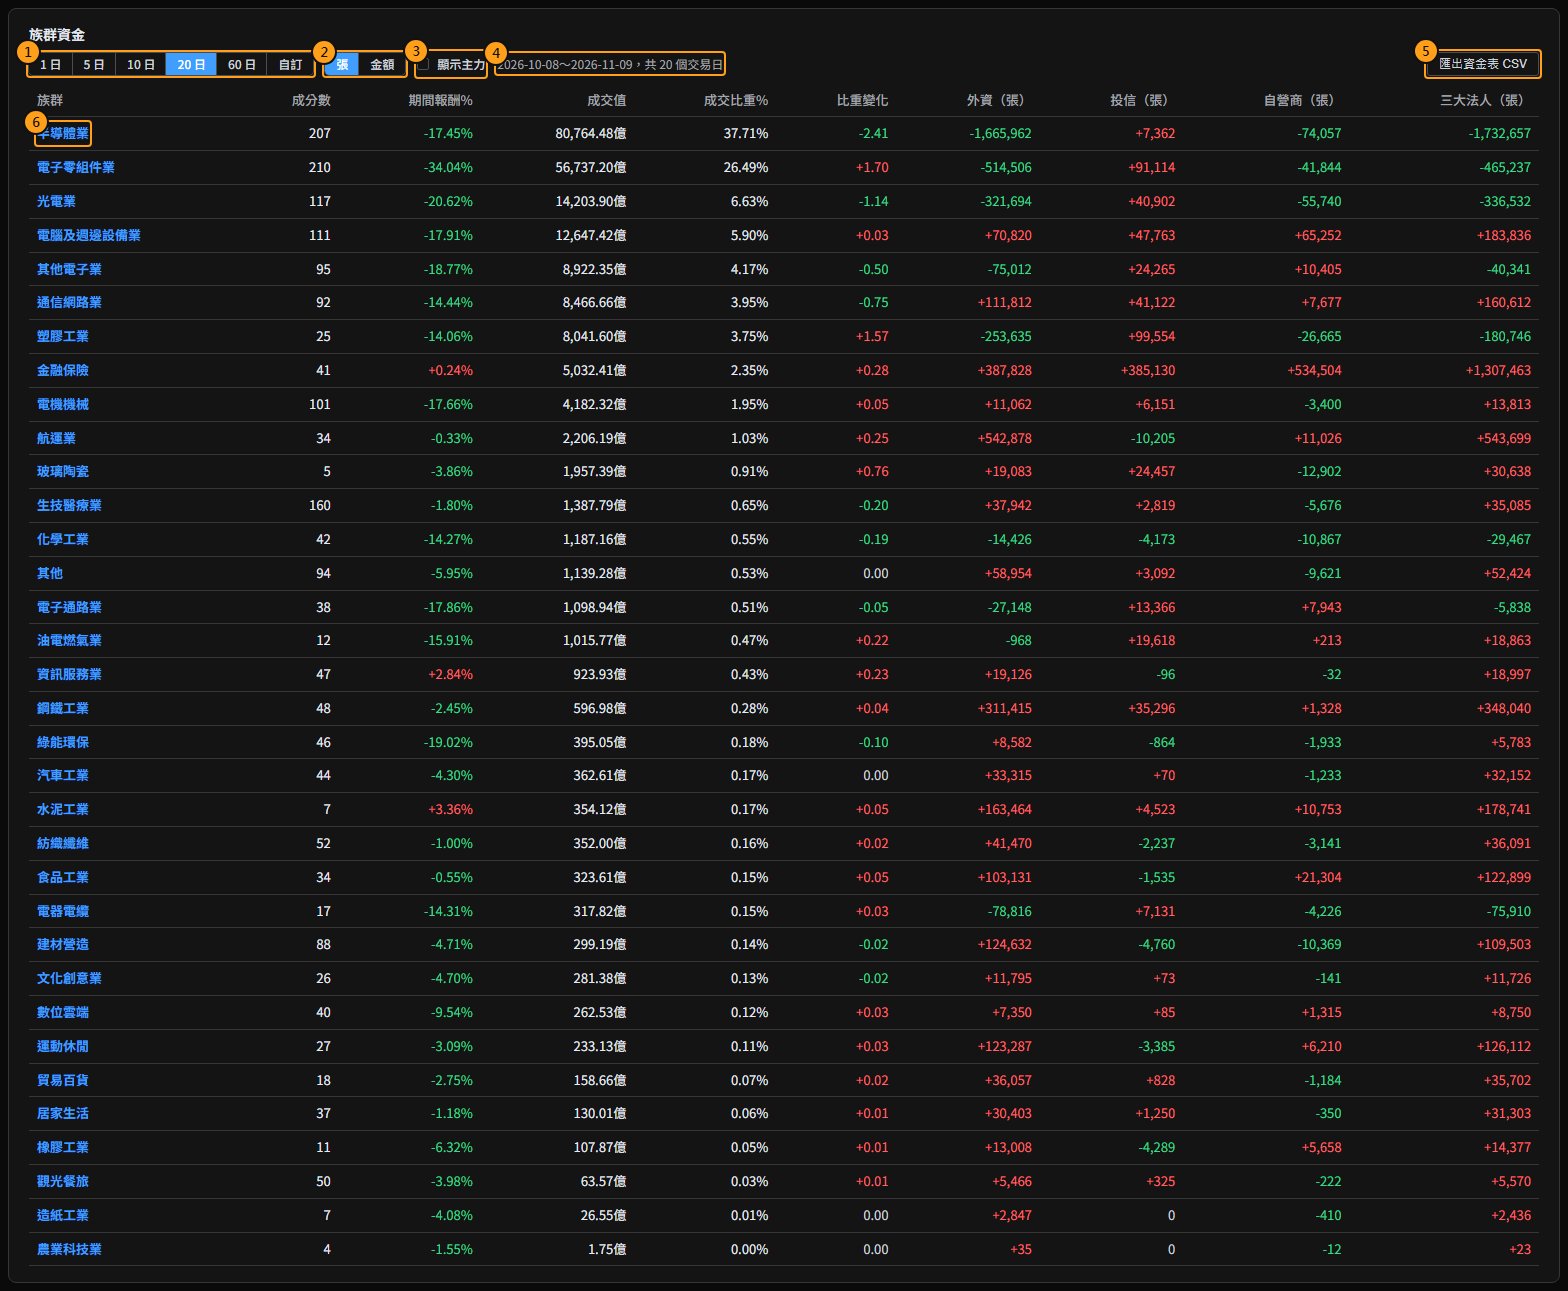 族群資金
1 2 3 4 5
1 日 5 日 10 日 20 日 60 日 自訂 張 金額 顯示主力 2026-10-08～2026-11-09，共 20 個交易日 匯出資金表 CSV
族群 成分數 期間報酬% 成交值 成交比重% 比重變化 外資（張） 投信（張） 自營商（張） 三大法人（張）
6
半導體業 207 -17.45% 80,764.48億 37.71% -2.41 -1,665,962 +7,362 -74,057 -1,732,657
電子零組件業 210 -34.04% 56,737.20億 26.49% +1.70 -514,506 +91,114 -41,844 -465,237
光電業 117 -20.62% 14,203.90億 6.63% -1.14 -321,694 +40,902 -55,740 -336,532
電腦及週邊設備業 111 -17.91% 12,647.42億 5.90% +0.03 +70,820 +47,763 +65,252 +183,836
其他電子業 95 -18.77% 8,922.35億 4.17% -0.50 -75,012 +24,265 +10,405 -40,341
通信網路業 92 -14.44% 8,466.66億 3.95% -0.75 +111,812 +41,122 +7,677 +160,612
塑膠工業 25 -14.06% 8,041.60億 3.75% +1.57 -253,635 +99,554 -26,665 -180,746
金融保險 41 +0.24% 5,032.41億 2.35% +0.28 +387,828 +385,130 +534,504 +1,307,463
電機機械 101 -17.66% 4,182.32億 1.95% +0.05 +11,062 +6,151 -3,400 +13,813
航運業 34 -0.33% 2,206.19億 1.03% +0.25 +542,878 -10,205 +11,026 +543,699
玻璃陶瓷 5 -3.86% 1,957.39億 0.91% +0.76 +19,083 +24,457 -12,902 +30,638
生技醫療業 160 -1.80% 1,387.79億 0.65% -0.20 +37,942 +2,819 -5,676 +35,085
化學工業 42 -14.27% 1,187.16億 0.55% -0.19 -14,426 -4,173 -10,867 -29,467
其他 94 -5.95% 1,139.28億 0.53% 0.00 +58,954 +3,092 -9,621 +52,424
電子通路業 38 -17.86% 1,098.94億 0.51% -0.05 -27,148 +13,366 +7,943 -5,838
油電燃氣業 12 -15.91% 1,015.77億 0.47% +0.22 -968 +19,618 +213 +18,863
資訊服務業 47 +2.84% 923.93億 0.43% +0.23 +19,126 -96 -32 +18,997
鋼鐵工業 48 -2.45% 596.98億 0.28% +0.04 +311,415 +35,296 +1,328 +348,040
綠能環保 46 -19.02% 395.05億 0.18% -0.10 +8,582 -864 -1,933 +5,783
汽車工業 44 -4.30% 362.61億 0.17% 0.00 +33,315 +70 -1,233 +32,152
水泥工業 7 +3.36% 354.12億 0.17% +0.05 +163,464 +4,523 +10,753 +178,741
紡織纖維 52 -1.00% 352.00億 0.16% +0.02 +41,470 -2,237 -3,141 +36,091
食品工業 34 -0.55% 323.61億 0.15% +0.05 +103,131 -1,535 +21,304 +122,899
電器電纜 17 -14.31% 317.82億 0.15% +0.03 -78,816 +7,131 -4,226 -75,910
建材營造 88 -4.71% 299.19億 0.14% -0.02 +124,632 -4,760 -10,369 +109,503
文化創意業 26 -4.70% 281.38億 0.13% -0.02 +11,795 +73 -141 +11,726
數位雲端 40 -9.54% 262.53億 0.12% +0.03 +7,350 +85 +1,315 +8,750
運動休閒 27 -3.09% 233.13億 0.11% +0.03 +123,287 -3,385 +6,210 +126,112
貿易百貨 18 -2.75% 158.66億 0.07% +0.02 +36,057 +828 -1,184 +35,702
居家生活 37 -1.18% 130.01億 0.06% +0.01 +30,403 +1,250 -350 +31,303
橡膠工業 11 -6.32% 107.87億 0.05% +0.01 +13,008 -4,289 +5,658 +14,377
觀光餐旅 50 -3.98% 63.57億 0.03% +0.01 +5,466 +325 -222 +5,570
造紙工業 7 -4.08% 26.55億 0.01% 0.00 +2,847 0 -410 +2,436
農業科技業 4 -1.55% 1.75億 0.00% 0.00 +35 0 -12 +23